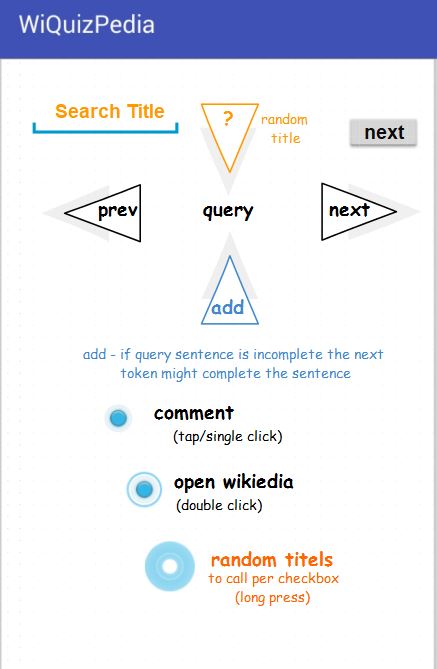 WiQuizPedia
Search Title
?
random
title
next
prev
query
next
add
add - if query sentence is incomplete the next
token might complete the sentence
comment
(tap/single click)
open wikiedia
(double click)
random titels
to call per checkbox
(long press)